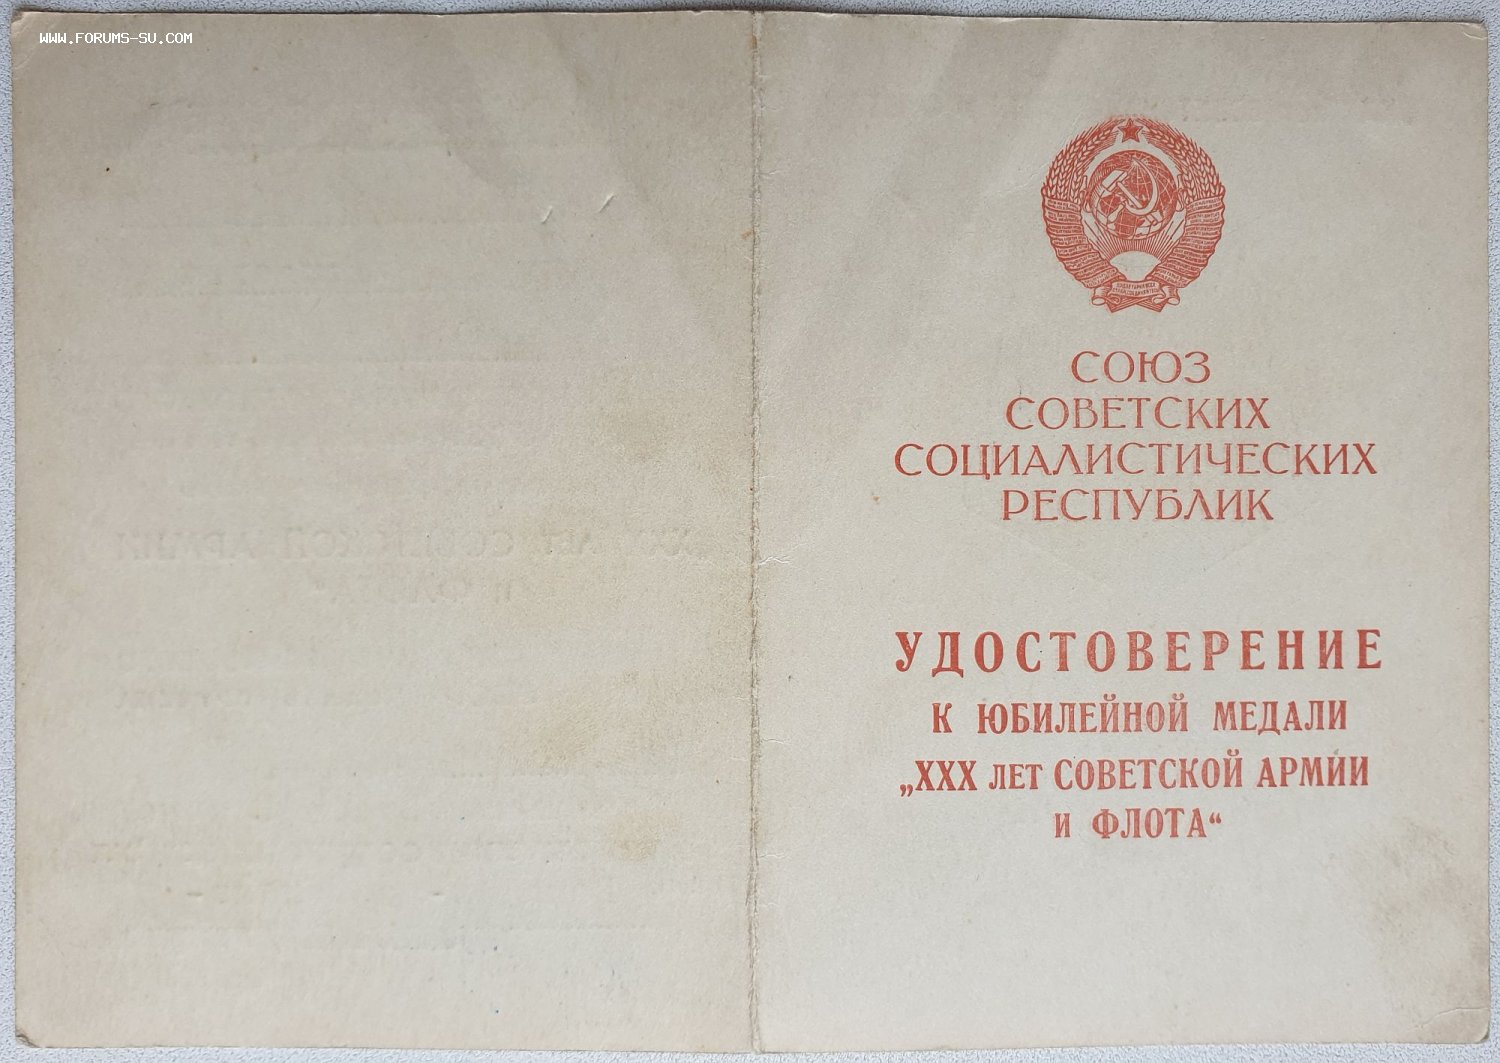 WWW.FORUMS-SU.COM
СОЮЗ
СОВЕТСКИХ
СОЦИАЛИСТИЧЕСКИХ
РЕСПУБЛИК
УДОСТОВЕРЕНИЕ
К ЮБИЛЕЙНОЙ МЕДАЛИ
„XXX ЛЕТ СОВЕТСКОЙ АРМИИ
И ФЛОТА“